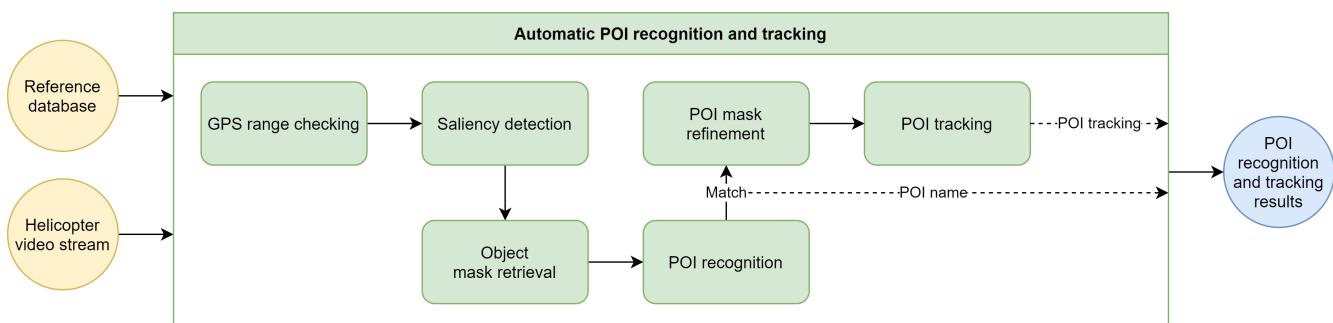 Automatic POI recognition and tracking
Reference
database
Helicopter
video stream
GPS range checking
Saliency detection
Object
mask retrieval
POI recognition
Match
POI name
POI mask
refinement
POI tracking
POI tracking
POI
recognition
and tracking
results